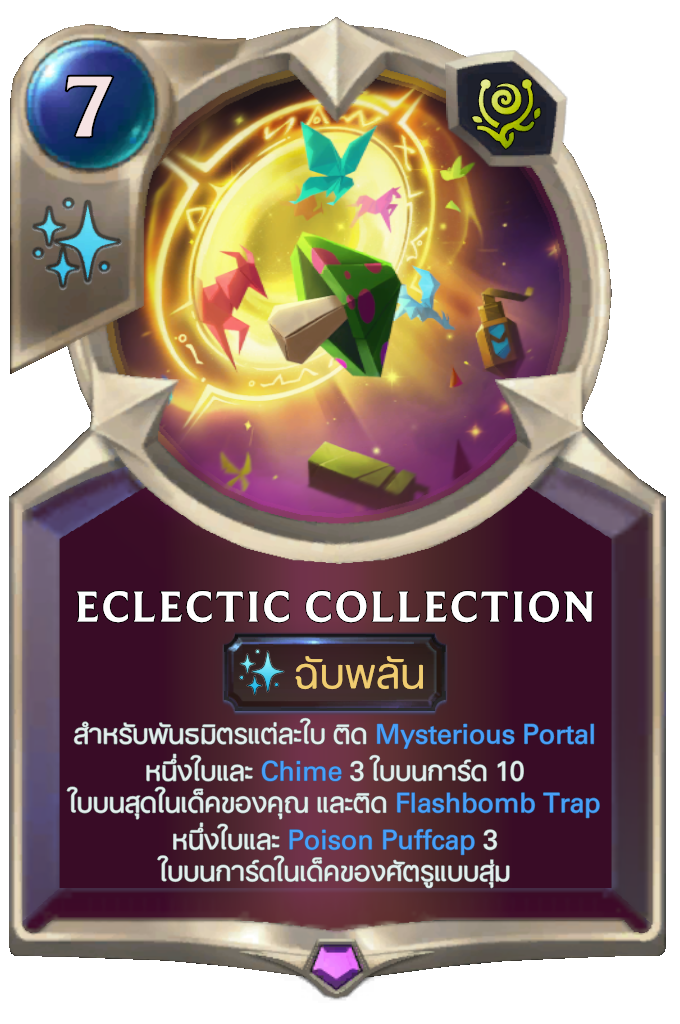 7
ECLECTIC COLLECTION
ฉับพลัน
สำหรับพันธมิตรแต่ละใบ ติด Mysterious Portal
หนึ่งใบและ Chime 3 ใบบนการ์ด 10
ใบบนสุดในเด็คของคุณ และติด Flashbomb Trap
หนึ่งใบและ Poison Puffcap 3
ใบบนการ์ดในเด็คของศัตรูแบบสุ่ม